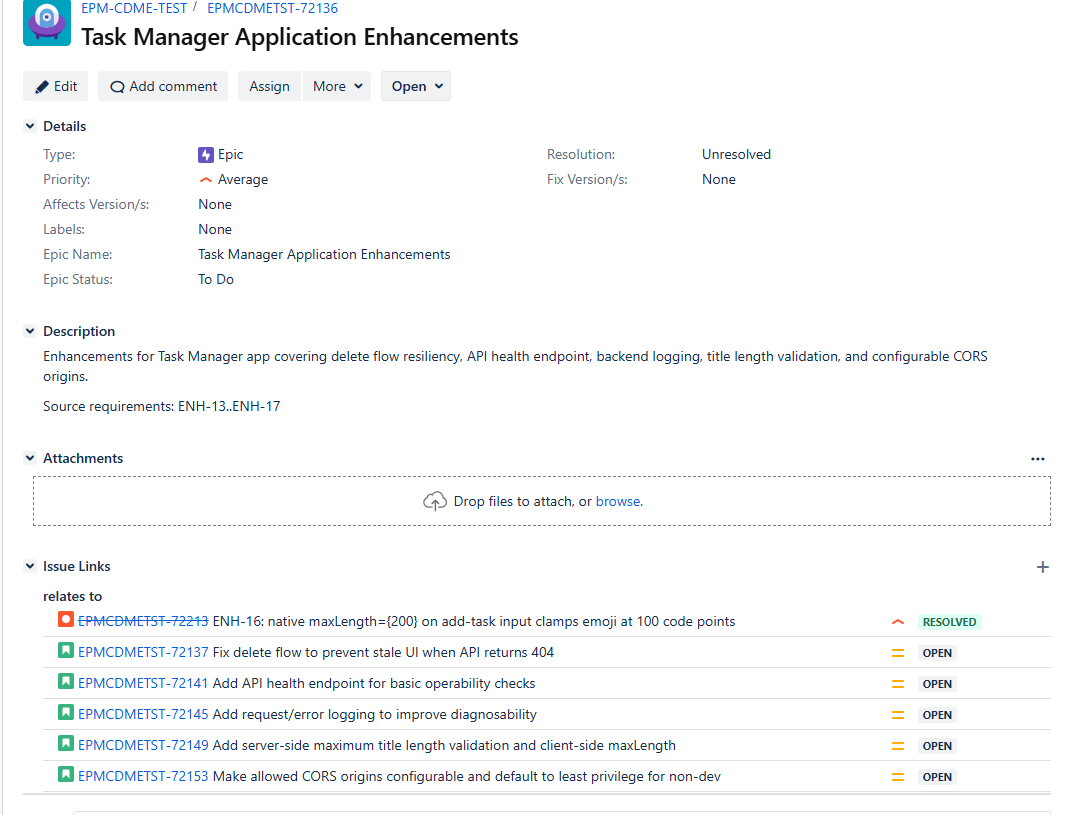 EPM-CDME-TEST / EPMCDMETST-72136
Task Manager Application Enhancements
Edit Add comment Assign More Open
Details
Type: Epic Resolution: Unresolved
Priority: Average Fix Version/s: None
Affects Version/s: None
Labels: None
Epic Name: Task Manager Application Enhancements
Epic Status: To Do
Description
Enhancements for Task Manager app covering delete flow resiliency, API health endpoint, backend logging, title length validation, and configurable CORS
origins.
Source requirements: ENH-13..ENH-17
Attachments
Drop files to attach, or browse.
Issue Links
relates to
EPMCDMETST-72213 ENH-16: native maxLength={200} on add-task input clamps emoji at 100 code points RESOLVED
EPMCDMETST-72137 Fix delete flow to prevent stale UI when API returns 404 OPEN
EPMCDMETST-72141 Add API health endpoint for basic operability checks OPEN
EPMCDMETST-72145 Add request/error logging to improve diagnosability OPEN
EPMCDMETST-72149 Add server-side maximum title length validation and client-side maxLength OPEN
EPMCDMETST-72153 Make allowed CORS origins configurable and default to least privilege for non-dev OPEN